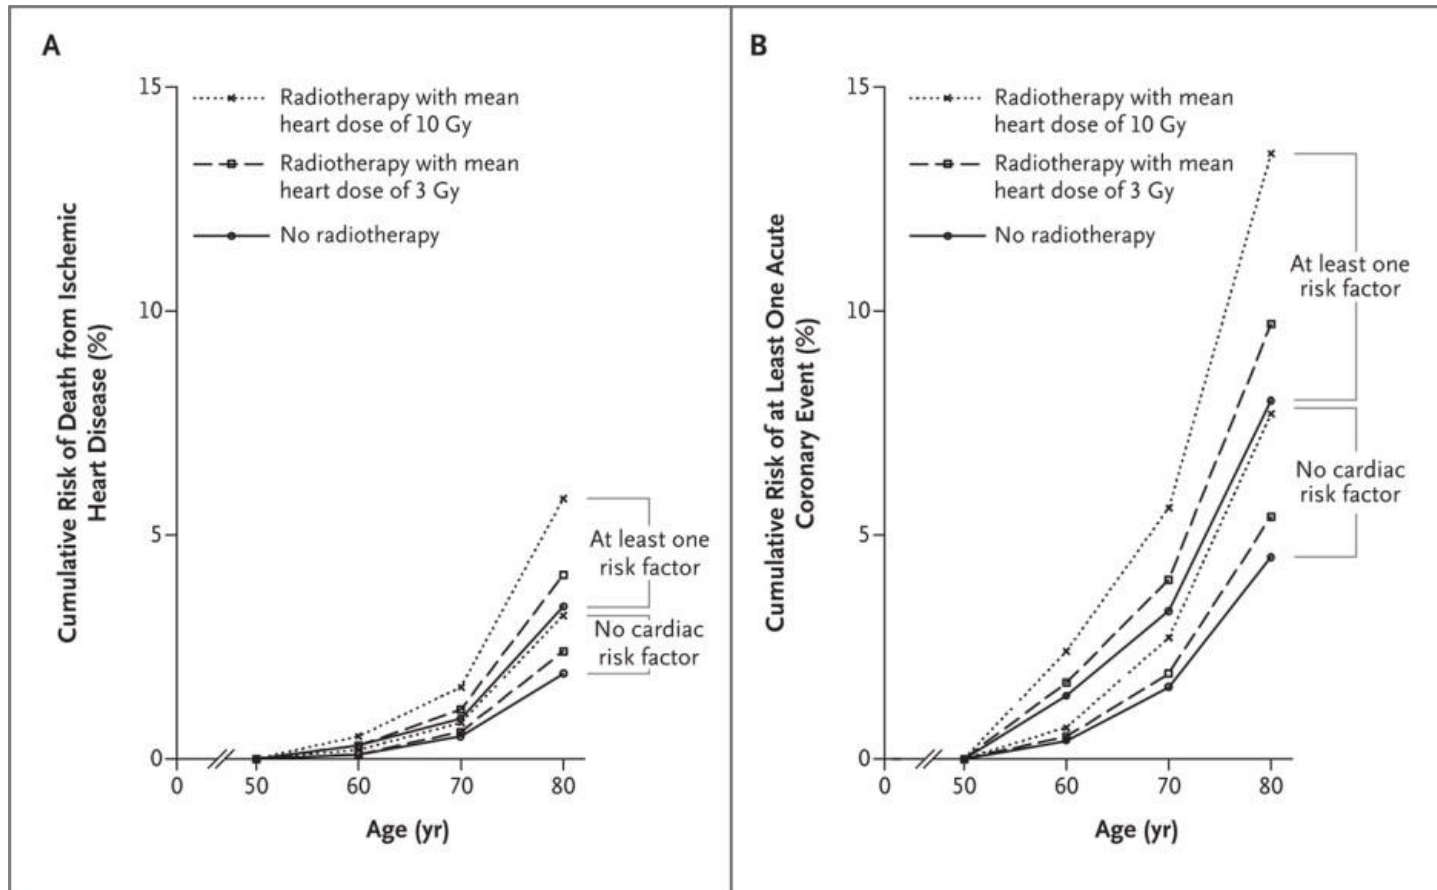 A
Cumulative Risk of Death from Ischemic
Heart Disease (%)
15
10
5
0
Radiotherapy with mean
heart dose of 10 Gy
Radiotherapy with mean
heart dose of 3 Gy
No radiotherapy
At least one
risk factor
No cardiac
risk factor
0 50 60 70 80
Age (yr)
B
Cumulative Risk of at Least One Acute
Coronary Event (%)
15
10
5
0
Radiotherapy with mean
heart dose of 10 Gy
Radiotherapy with mean
heart dose of 3 Gy
No radiotherapy
At least one
risk factor
No cardiac
risk factor
0 50 60 70 80
Age (yr)